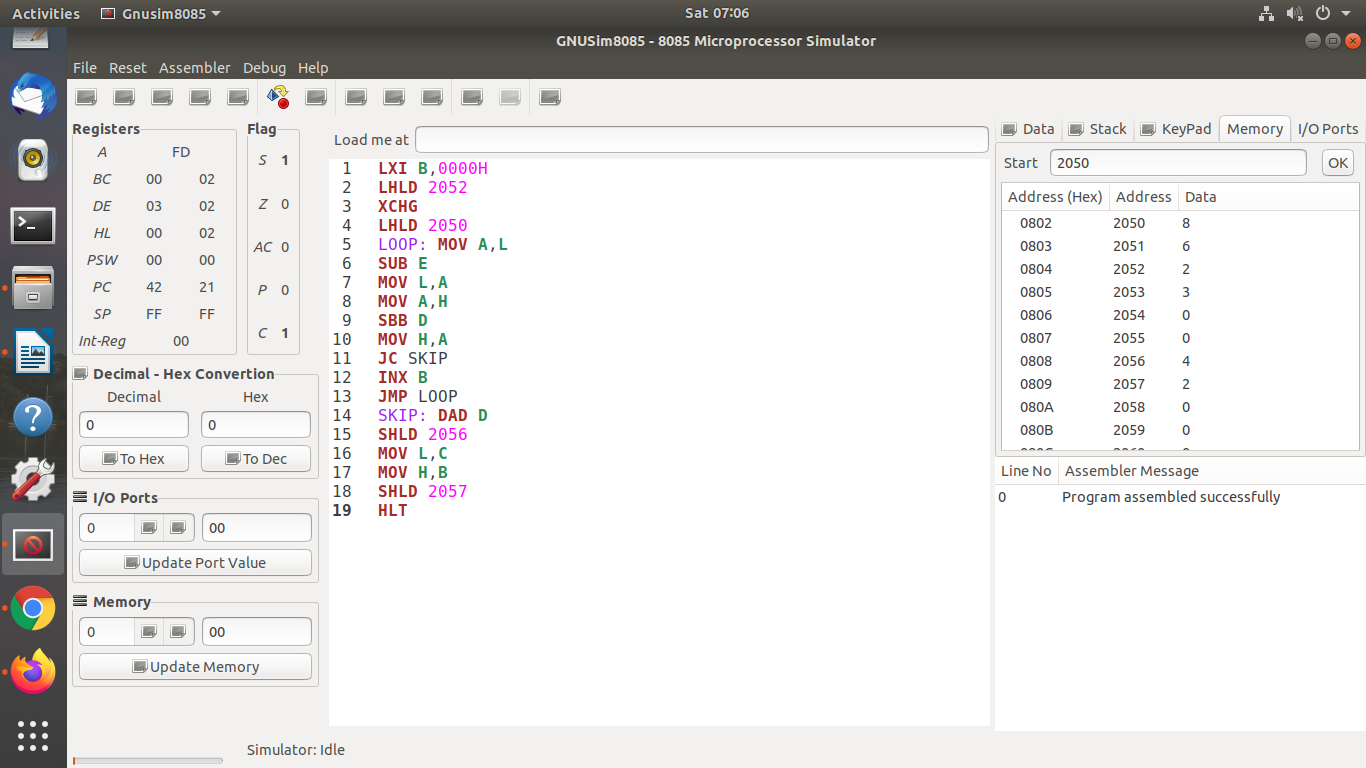 Activities Gnusim8085 Sat 07:06
GNUSim8085 - 8085 Microprocessor Simulator
File Reset Assembler Debug Help
Registers
A FD
BC 00 02
DE 03 02
HL 00 02
PSW 00 00
PC 42 21
SP FF FF
Int-Reg 00
Flag
S 1
Z 0
AC 0
P 0
C 1
Decimal - Hex Convertion
Decimal Hex
0 0
To Hex To Dec
I/O Ports
0 00
Update Port Value
Memory
0 00
Update Memory
Load me at
1 LXI B,0000H
2 LHLD 2052
3 XCHG
4 LHLD 2050
5 LOOP: MOV A,L
6 SUB E
7 MOV L,A
8 MOV A,H
9 SBB D
10 MOV H,A
11 JC SKIP
12 INX B
13 JMP LOOP
14 SKIP: DAD D
15 SHLD 2056
16 MOV L,C
17 MOV H,B
18 SHLD 2057
19 HLT
Data Stack KeyPad Memory I/O Ports
Start 2050 OK
Address (Hex) Address Data
0802 2050 8
0803 2051 6
0804 2052 2
0805 2053 3
0806 2054 0
0807 2055 0
0808 2056 4
0809 2057 2
080A 2058 0
080B 2059 0
Line No Assembler Message
0 Program assembled successfully
Simulator: Idle